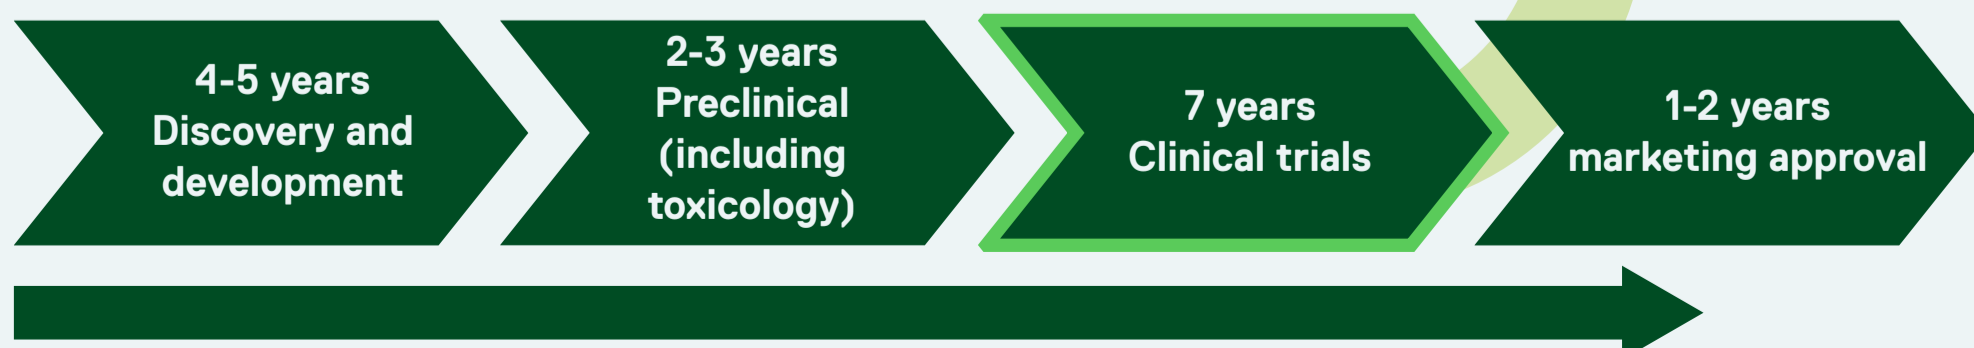 4-5 years
Discovery and
development
2-3 years
Preclinical
(including
toxicology)
7 years
Clinical trials
1-2 years
marketing approval